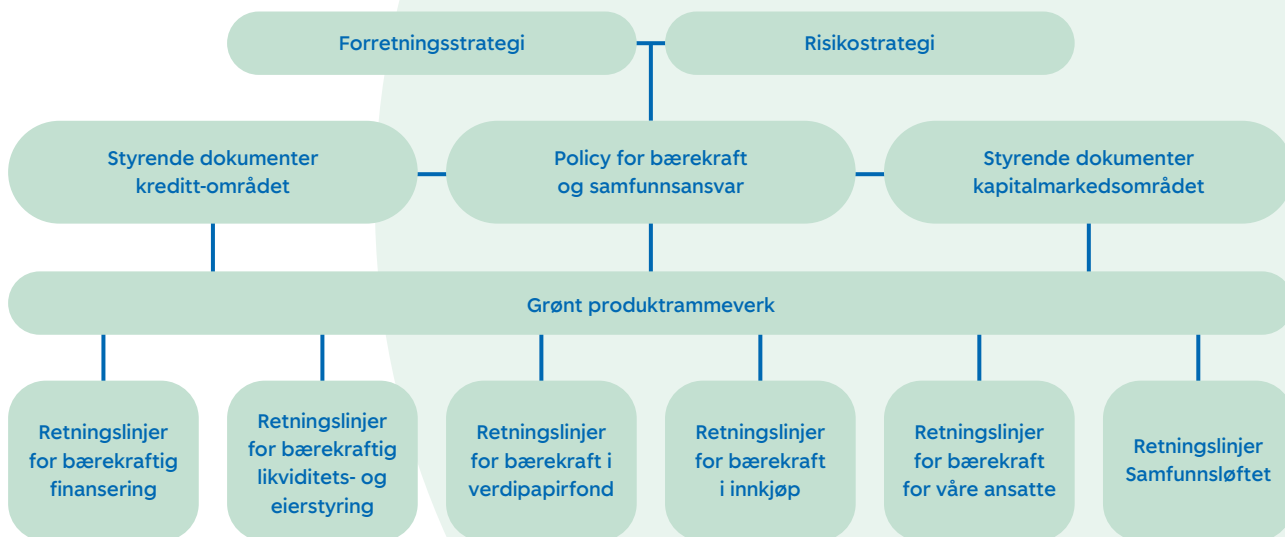 Forretningsstrategi
Risikostrategi
Styrende dokumenter
kreditt-området
Policy for bærekraft
og samfunnsansvar
Styrende dokumenter
kapitalmarkedsområdet
Grønt produktrammeverk
Retningslinjer
for bærekraftig
finansering
Retningslinjer
for bærekraftig
likviditets- og
eierstyring
Retningslinjer
for bærekraft i
verdipapirfond
Retningslinjer
for bærekraft
i innkjøp
Retningslinjer
for bærekraft
for våre ansatte
Retningslinjer
Samfunnsløftet